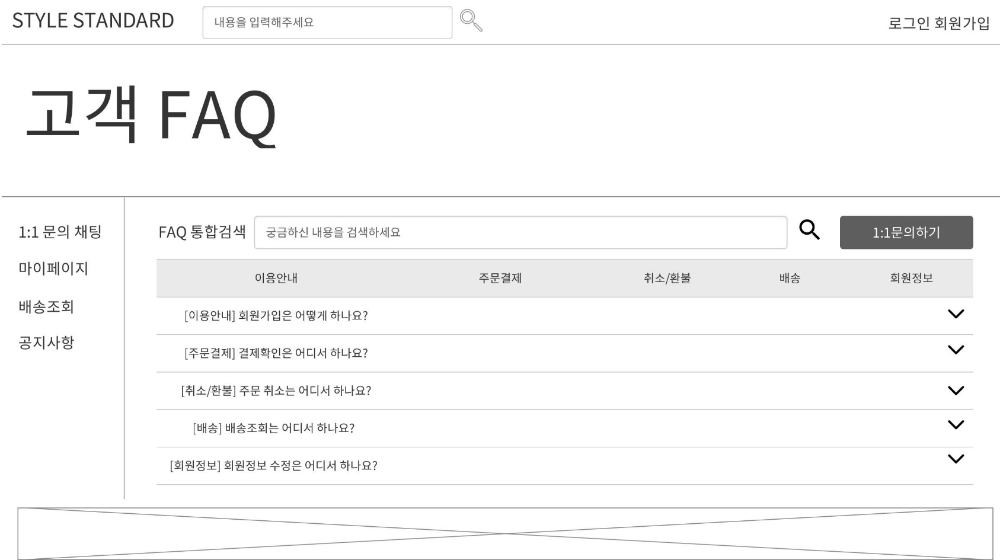 STYLE STANDARD 내용을 입력해주세요 로그인 회원가입
고객 FAQ
1:1 문의 채팅
마이페이지
배송조회
공지사항
FAQ 통합검색 궁금하신 내용을 검색하세요 1:1문의하기
이용안내 주문결제 취소/환불 배송 회원정보
[이용안내] 회원가입은 어떻게 하나요?
[주문결제] 결제확인은 어디서 하나요?
[취소/환불] 주문 취소는 어디서 하나요?
[배송] 배송조회는 어디서 하나요?
[회원정보] 회원정보 수정은 어디서 하나요?